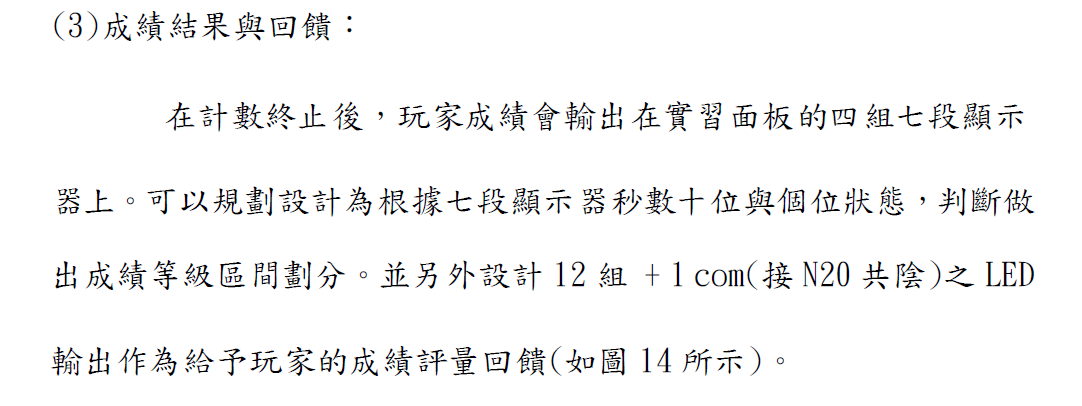 (3)成績結果與回饋：
在計數終止後，玩家成績會輸出在實習面板的四組七段顯示
器上。可以規劃設計為根據七段顯示器秒數十位與個位狀態，判斷做
出成績等級區間劃分。並另外設計 12 組 +1 com(接 N20 共陰)之 LED
輸出作為給予玩家的成績評量回饋(如圖 14 所示)。